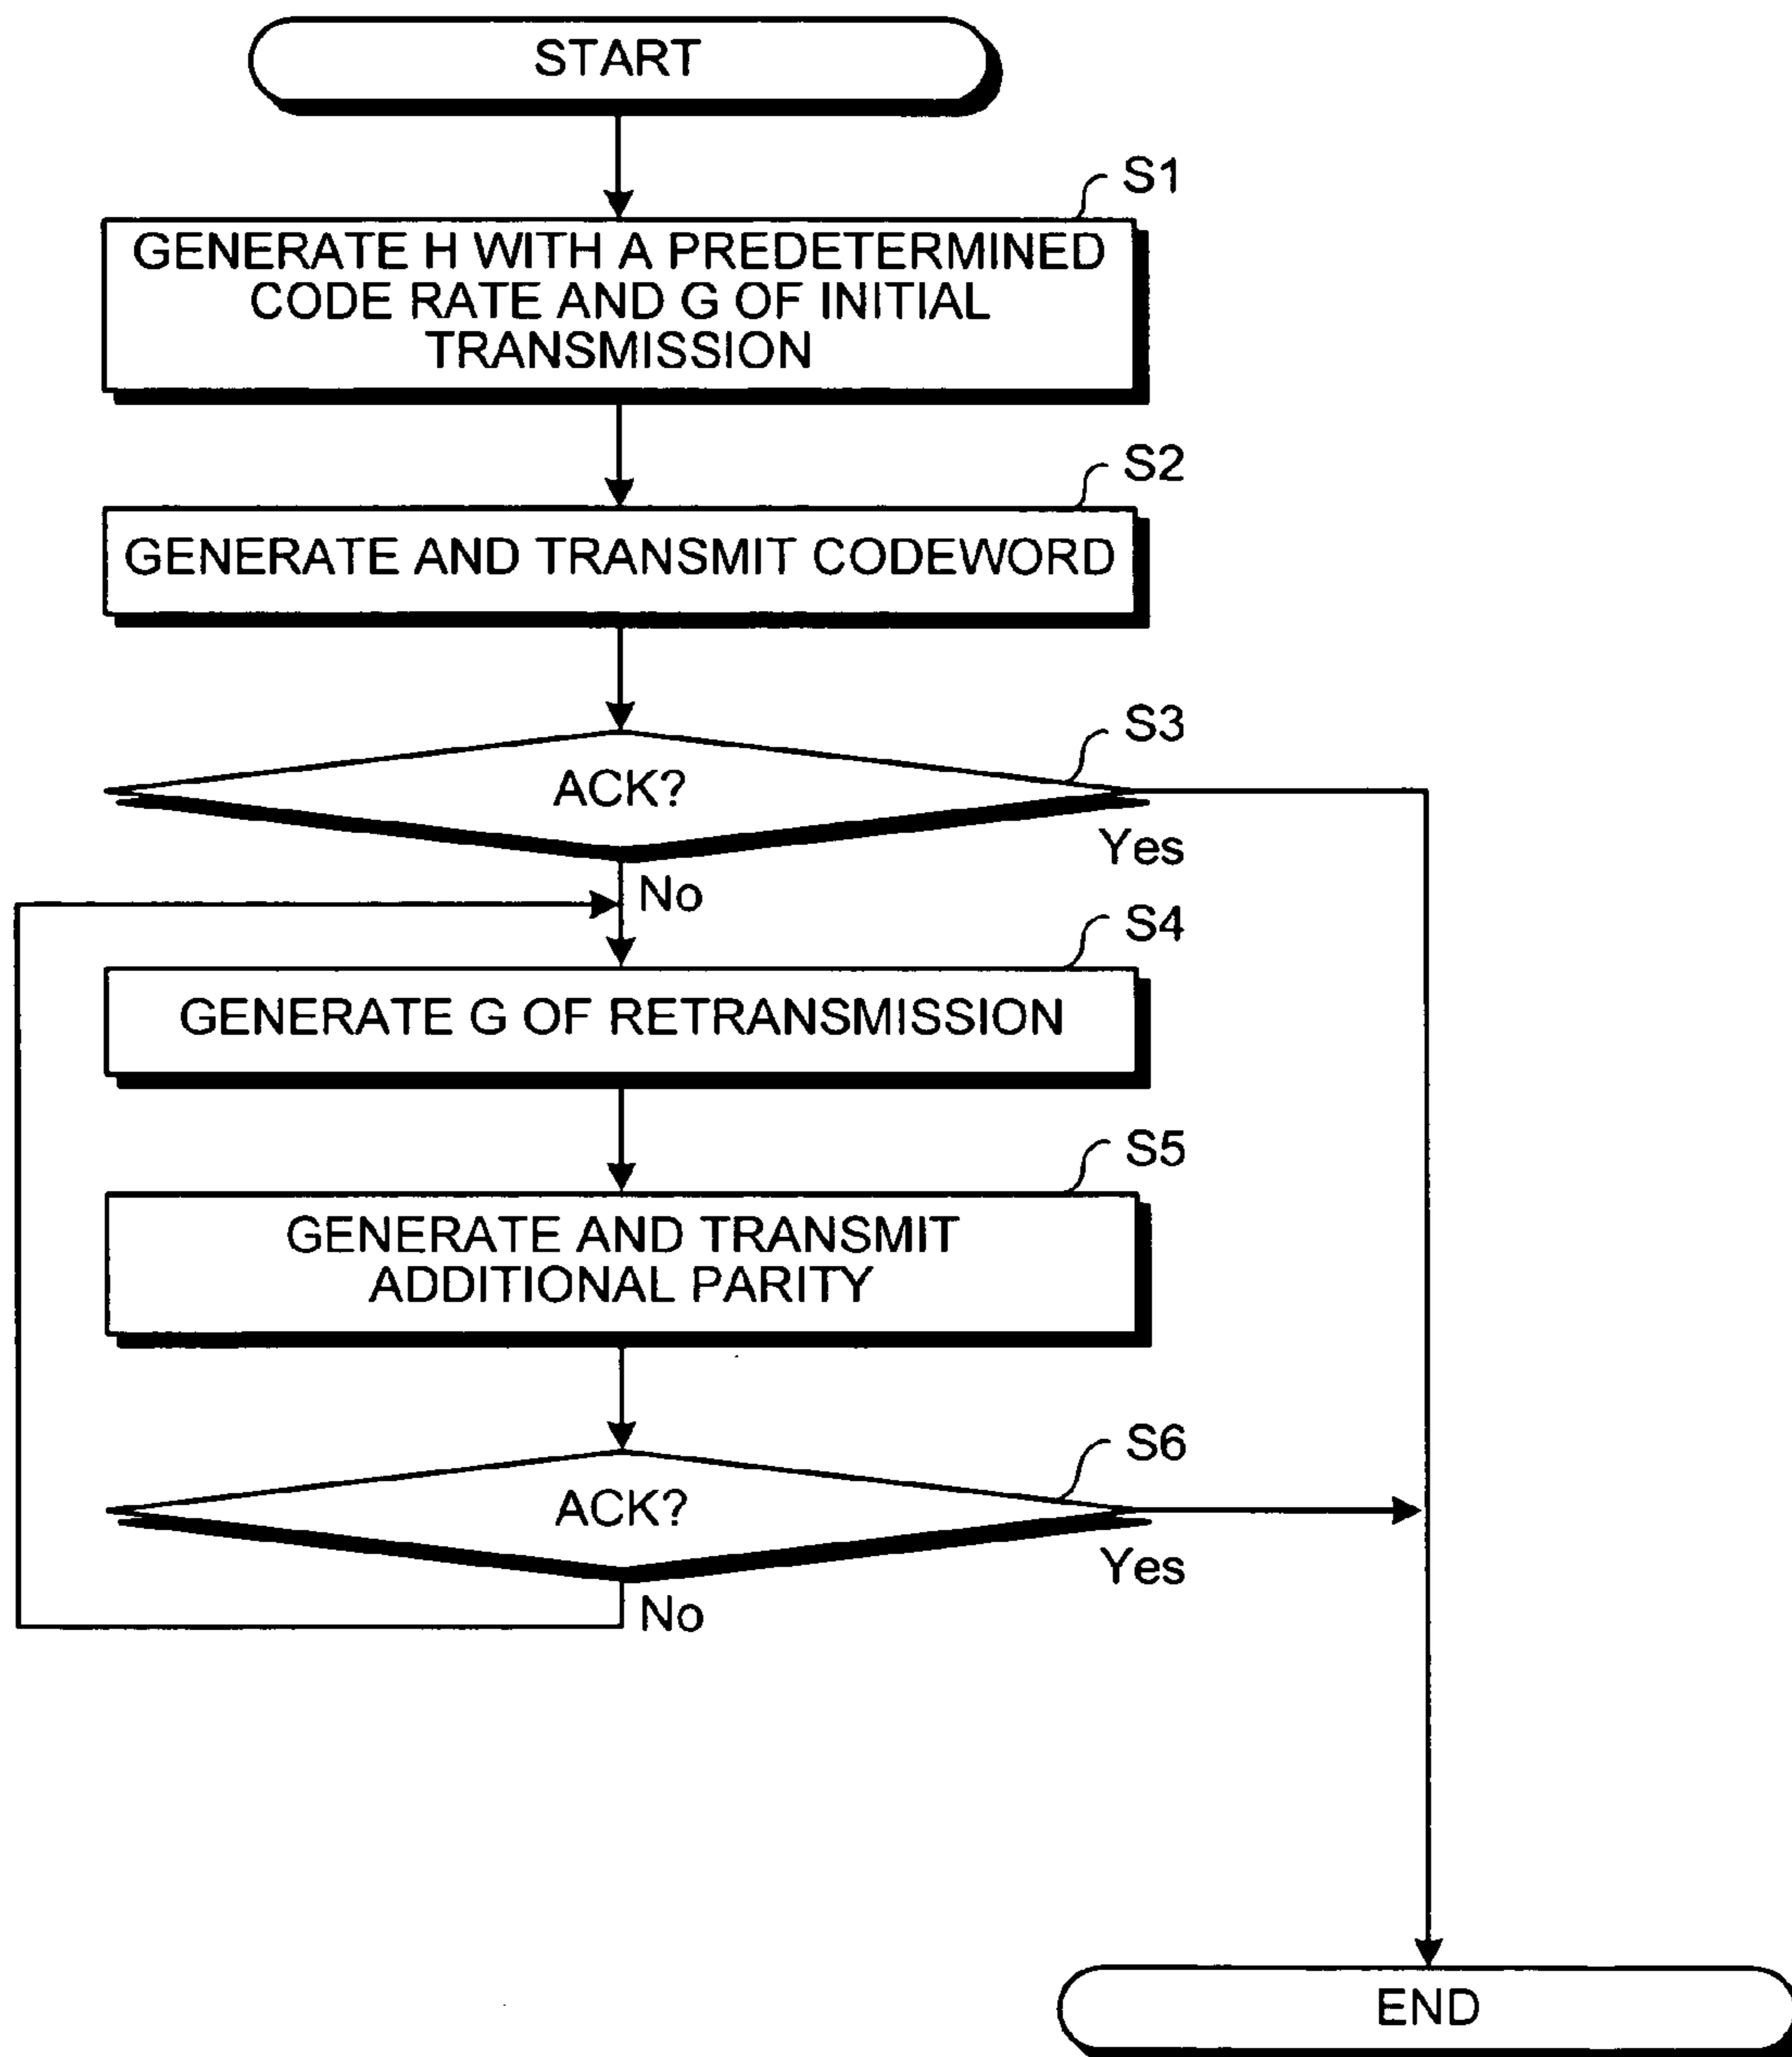 START
S1
GENERATE H WITH A PREDETERMINED
CODE RATE AND G OF INITIAL
TRANSMISSION
S2
GENERATE AND TRANSMIT CODEWORD
S3
ACK?
Yes
No
S4
GENERATE G OF RETRANSMISSION
S5
GENERATE AND TRANSMIT
ADDITIONAL PARITY
S6
ACK?
Yes
No
END